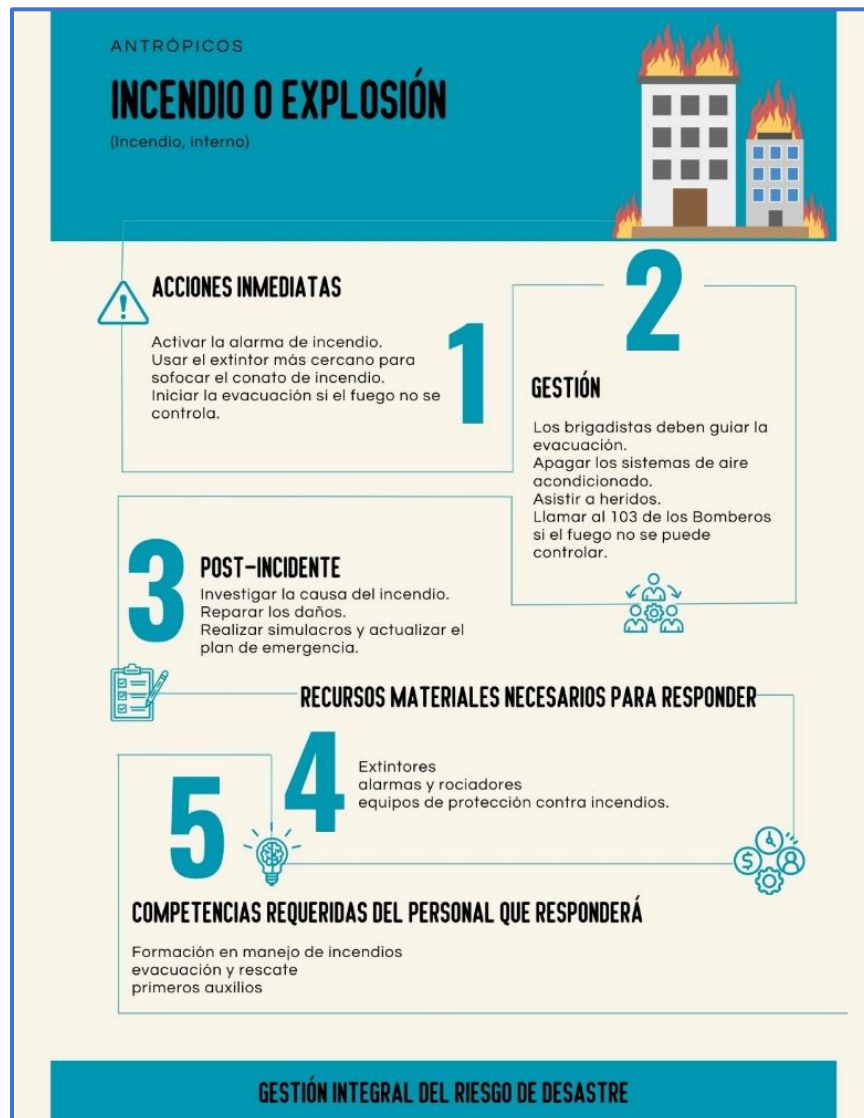 ANTRÓPICOS
INCENDIO O EXPLOSIÓN
(Incendio, interno)
ACCIONES INMEDIATAS
Activar la alarma de incendio.
Usar el extintor más cercano para
sofocar el conato de incendio.
Iniciar la evacuación si el fuego no se
controla.
1
2
GESTIÓN
Los brigadistas deben guiar la
evacuación.
Apagar los sistemas de aire
acondicionado.
Asistir a heridos.
Llamar al 103 de los Bomberos
si el fuego no se puede
controlar.
3
POST-INCIDENTE
Investigar la causa del incendio.
Reparar los daños.
Realizar simulacros y actualizar el
plan de emergencia.
RECURSOS MATERIALES NECESARIOS PARA RESPONDER
4
Extintores
alarmas y rociadores
equipos de protección contra incendios.
5
$
COMPETENCIAS REQUERIDAS DEL PERSONAL QUE RESPONDERÁ
Formación en manejo de incendios
evacuación y rescate
primeros auxilios
GESTIÓN INTEGRAL DEL RIESGO DE DESASTRE